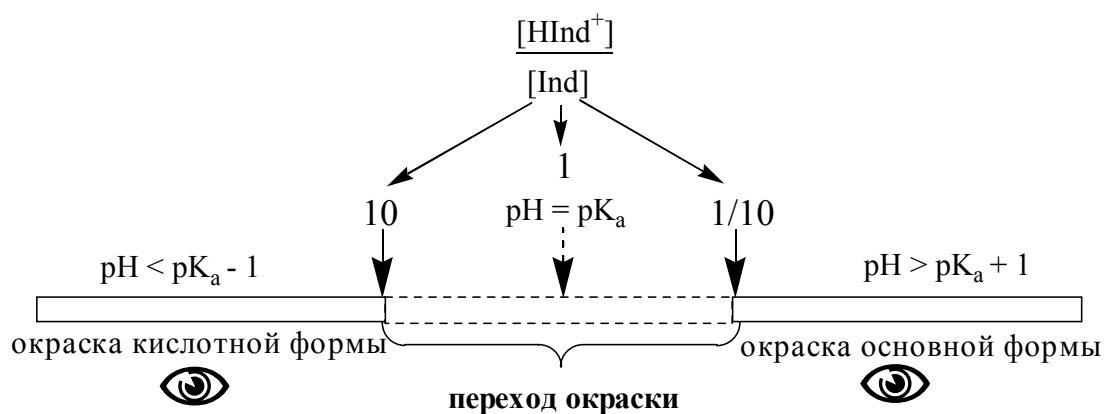 [HInd⁺]
[Ind]
1
10 pH = pKₐ 1/10
pH < pKₐ - 1 pH > pKₐ + 1
окраска кислотной формы окраска основной формы
переход окраски